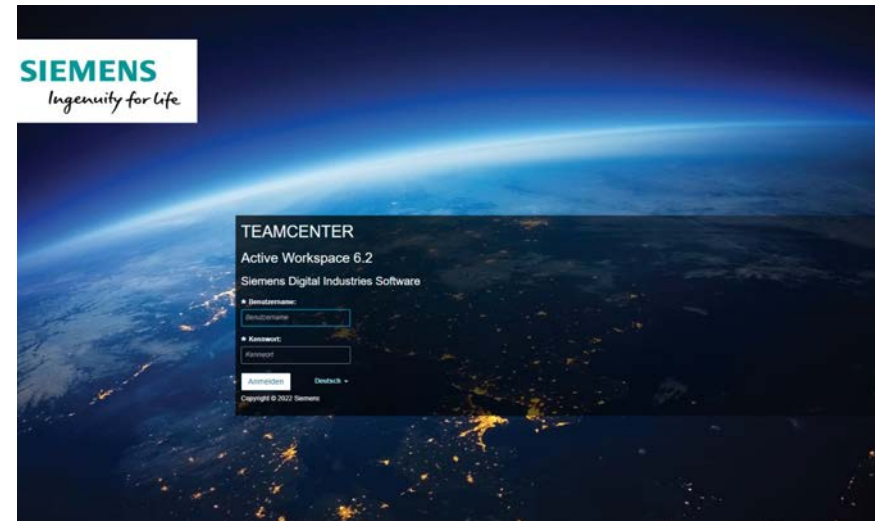 SIEMENS
Ingenuity for life
TEAMCENTER
Active Workspace 6.2
Siemens Digital Industries Software
★ Benutzername:
Benutzername
★ Kennwort:
Kennwort
Anmelden
Deutsch
Copyright © 2022 Siemens